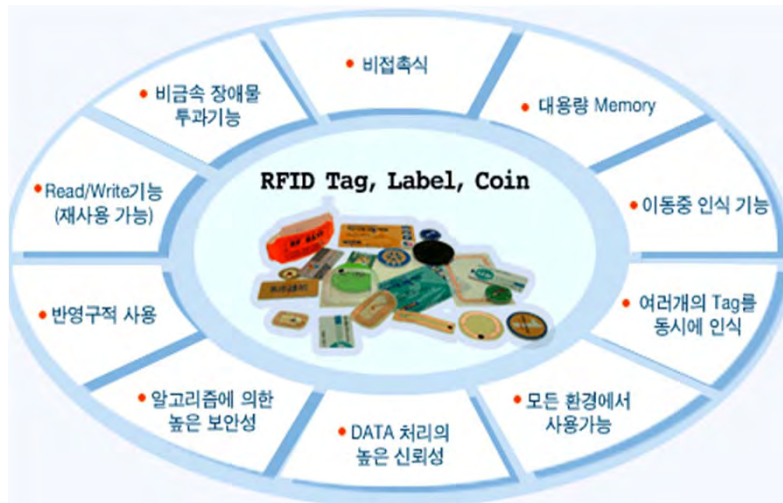 • 비접촉식
• 대용량 Memory
• 이동중 인식 기능
• 여러개의 Tag를
동시에 인식
• 모든 환경에서
사용가능
• DATA 처리의
높은 신뢰성
• 알고리즘에 의한
높은 보안성
• 반영구적 사용
• Read/Write기능
(재사용 가능)
• 비금속 장애물
투과기능
RFID Tag, Label, Coin